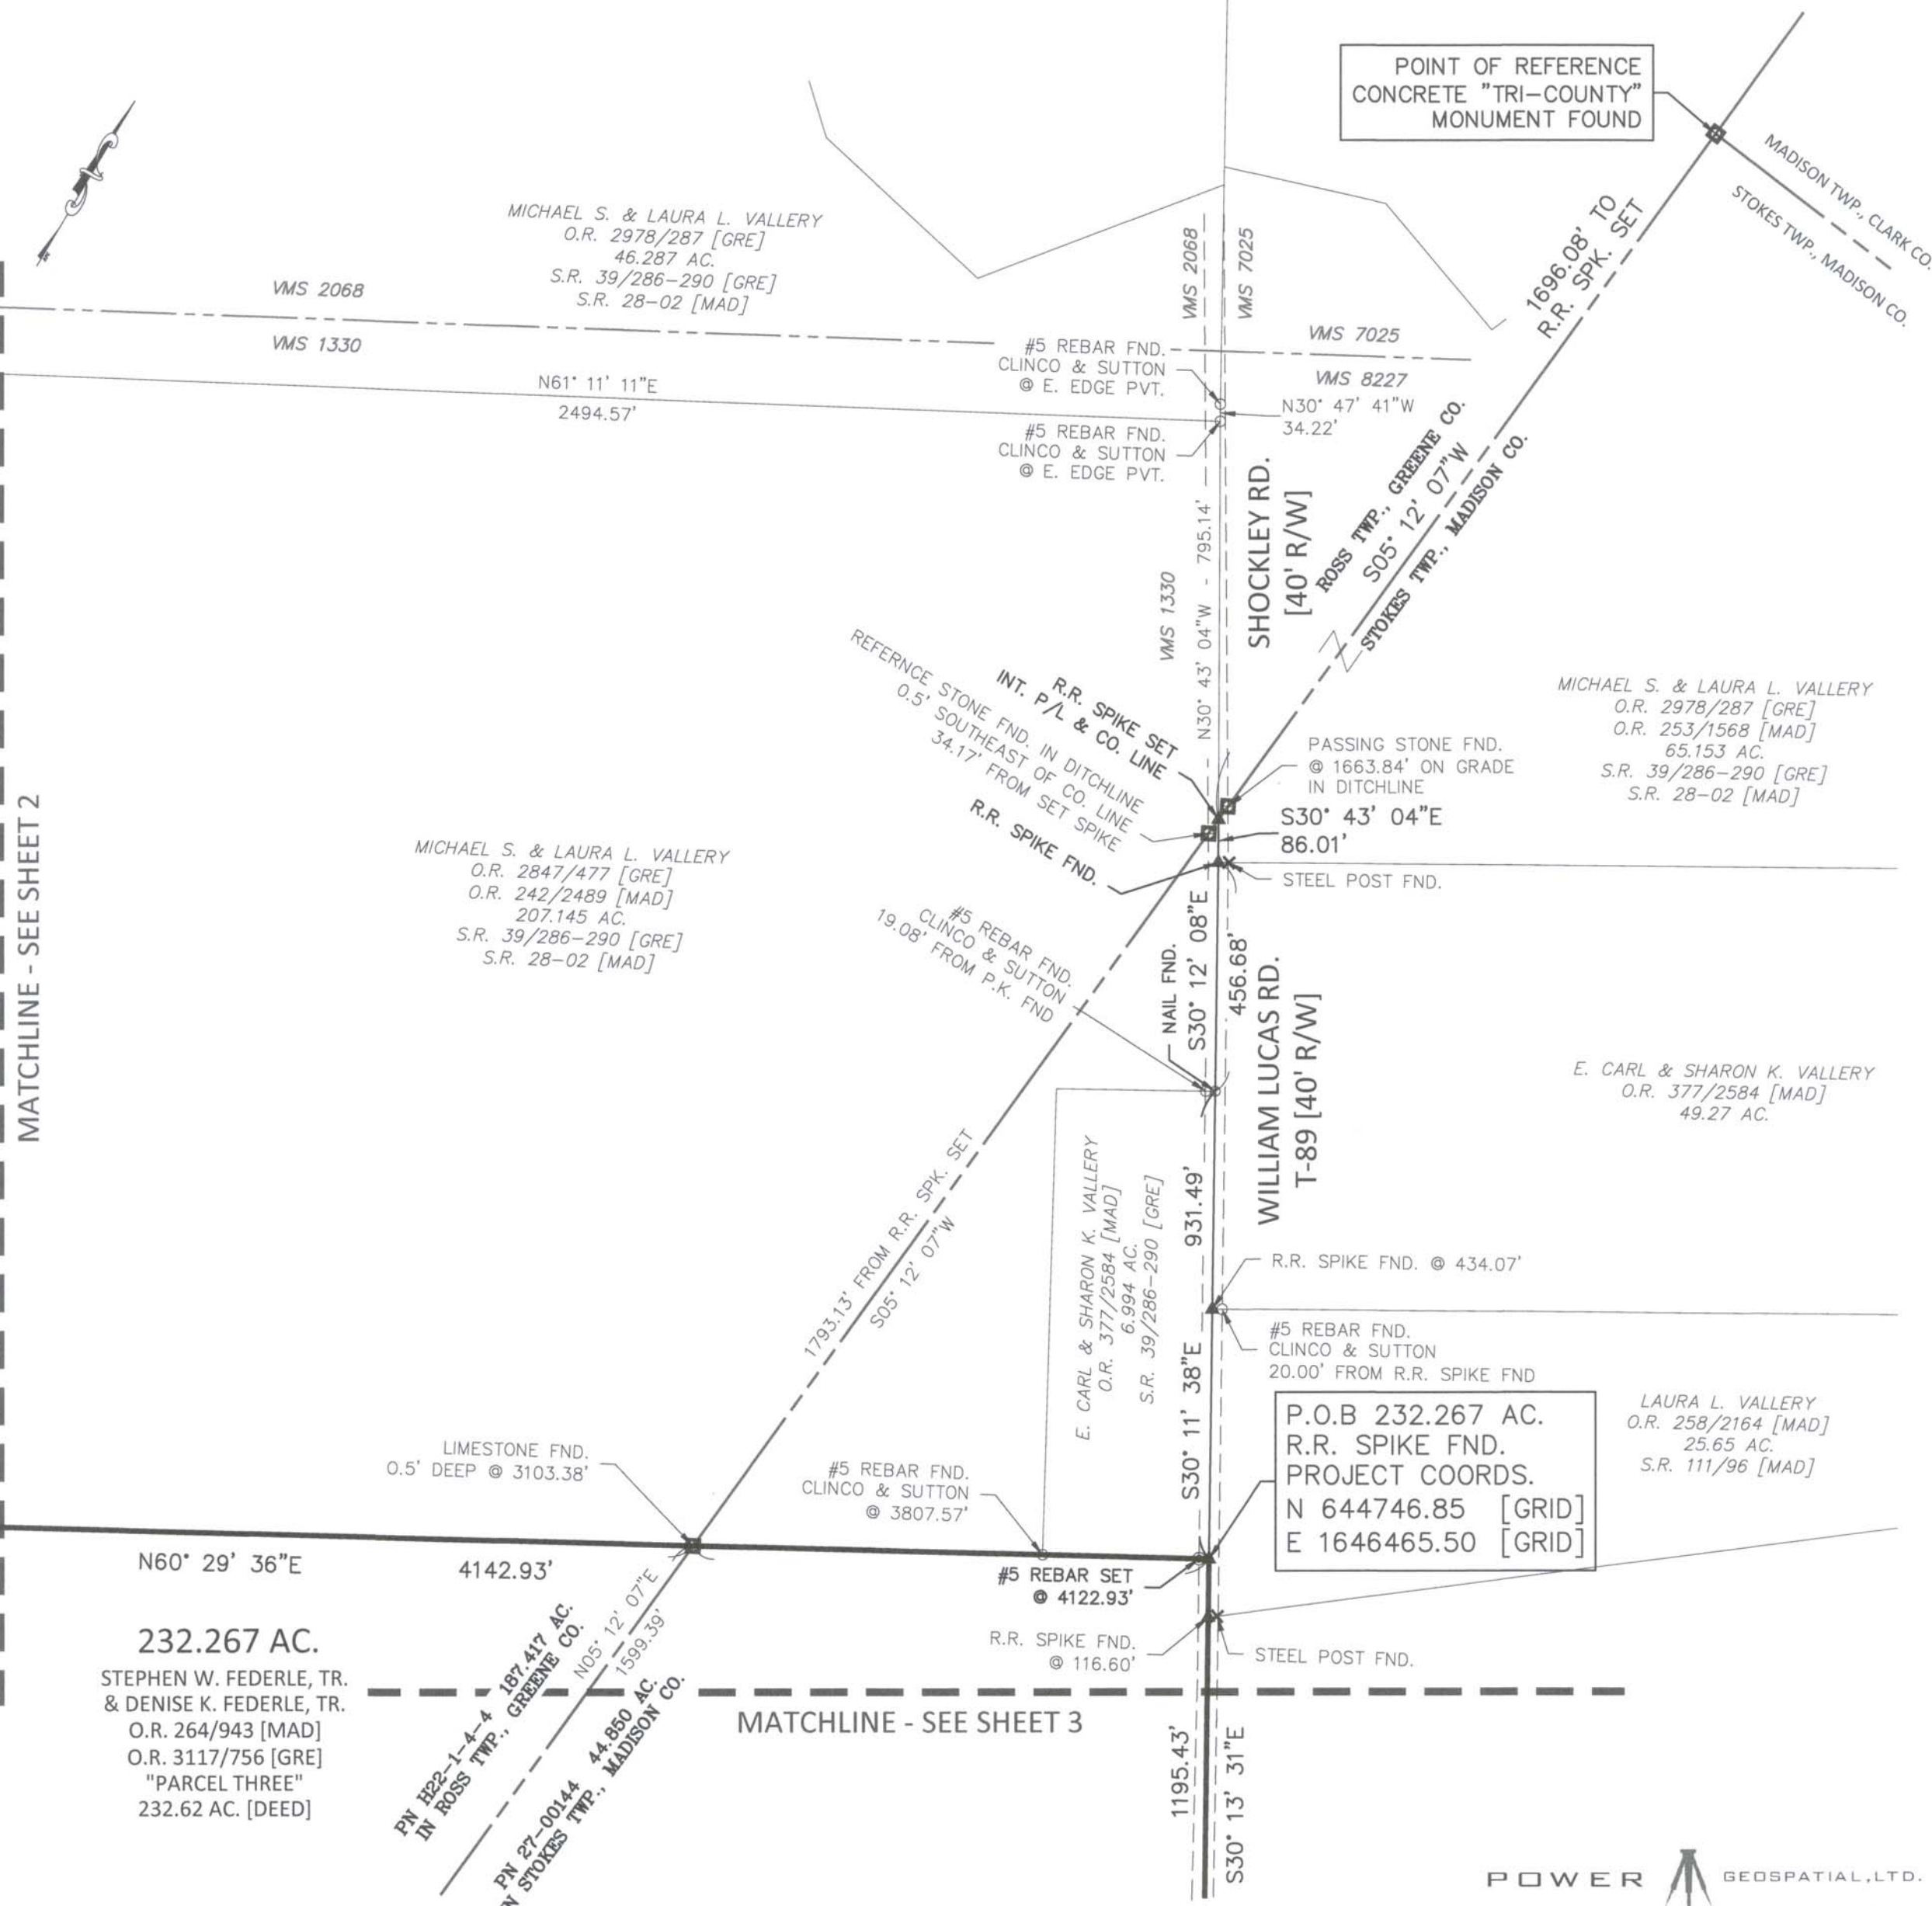 POINT OF REFERENCE
CONCRETE "TRI-COUNTY"
MONUMENT FOUND
MADISON TWP., CLARK CO.
STOKES TWP., MADISON CO.
1696.08' TO
R.R. SPK. SET
MICHAEL S. & LAURA L. VALLERY
O.R. 2978/287 [GRE]
46.287 AC.
S.R. 39/286-290 [GRE]
S.R. 28-02 [MAD]
VMS 2068
VMS 1330
VMS 2068
VMS 7025
VMS 7025
VMS 8227
#5 REBAR FND.
CLINCO & SUTTON
@ E. EDGE PVT.
N61° 11' 11"E
2494.57'
N30° 47' 41"W
34.22'
#5 REBAR FND.
CLINCO & SUTTON
@ E. EDGE PVT.
SHOCKLEY RD.
[40' R/W]
ROSS TWP., GREENE CO.
S05° 12' 07"W
STOKES TWP., MADISON CO.
VMS 1330
N30° 43' 04"W - 795.14'
R.R. SPIKE SET
INT. P/L & CO. LINE
REFERNCE STONE FND. IN DITCHLINE
0.5' SOUTHEAST OF CO. LINE
34.17' FROM SET SPIKE
R.R. SPIKE FND.
PASSING STONE FND.
@ 1663.84' ON GRADE
IN DITCHLINE
S30° 43' 04"E
86.01'
STEEL POST FND.
MICHAEL S. & LAURA L. VALLERY
O.R. 2978/287 [GRE]
O.R. 253/1568 [MAD]
65.153 AC.
S.R. 39/286-290 [GRE]
S.R. 28-02 [MAD]
MATCHLINE - SEE SHEET 2
MICHAEL S. & LAURA L. VALLERY
O.R. 2847/477 [GRE]
O.R. 242/2489 [MAD]
207.145 AC.
S.R. 39/286-290 [GRE]
S.R. 28-02 [MAD]
#5 REBAR FND.
CLINCO & SUTTON
19.08' FROM P.K. FND
NAIL FND.
S30° 12' 08"E
456.68'
WILLIAM LUCAS RD.
T-89 [40' R/W]
E. CARL & SHARON K. VALLERY
O.R. 377/2584 [MAD]
49.27 AC.
1793.13' FROM R.R. SPK. SET
S05° 12' 07"W
E. CARL & SHARON K. VALLERY
O.R. 377/2584 [MAD]
6.994 AC.
S.R. 39/286-290 [GRE]
931.49'
S30° 11' 38"E
R.R. SPIKE FND. @ 434.07'
#5 REBAR FND.
CLINCO & SUTTON
20.00' FROM R.R. SPIKE FND
P.O.B 232.267 AC.
R.R. SPIKE FND.
PROJECT COORDS.
N 644746.85 [GRID]
E 1646465.50 [GRID]
LAURA L. VALLERY
O.R. 258/2164 [MAD]
25.65 AC.
S.R. 111/96 [MAD]
LIMESTONE FND.
0.5' DEEP @ 3103.38'
#5 REBAR FND.
CLINCO & SUTTON
@ 3807.57'
N60° 29' 36"E
4142.93'
#5 REBAR SET
@ 4122.93'
R.R. SPIKE FND.
@ 116.60'
STEEL POST FND.
232.267 AC.
STEPHEN W. FEDERLE, TR.
& DENISE K. FEDERLE, TR.
O.R. 264/943 [MAD]
O.R. 3117/756 [GRE]
"PARCEL THREE"
232.62 AC. [DEED]
N05° 12' 07"E
1599.39'
PN H22-1-4-4 187.417 AC.
IN ROSS TWP., GREENE CO.
PN 27-00144 44.850 AC.
IN STOKES TWP., MADISON CO.
MATCHLINE - SEE SHEET 3
1195.43'
S30° 13' 31"E
POWER GEOSPATIAL,LTD.